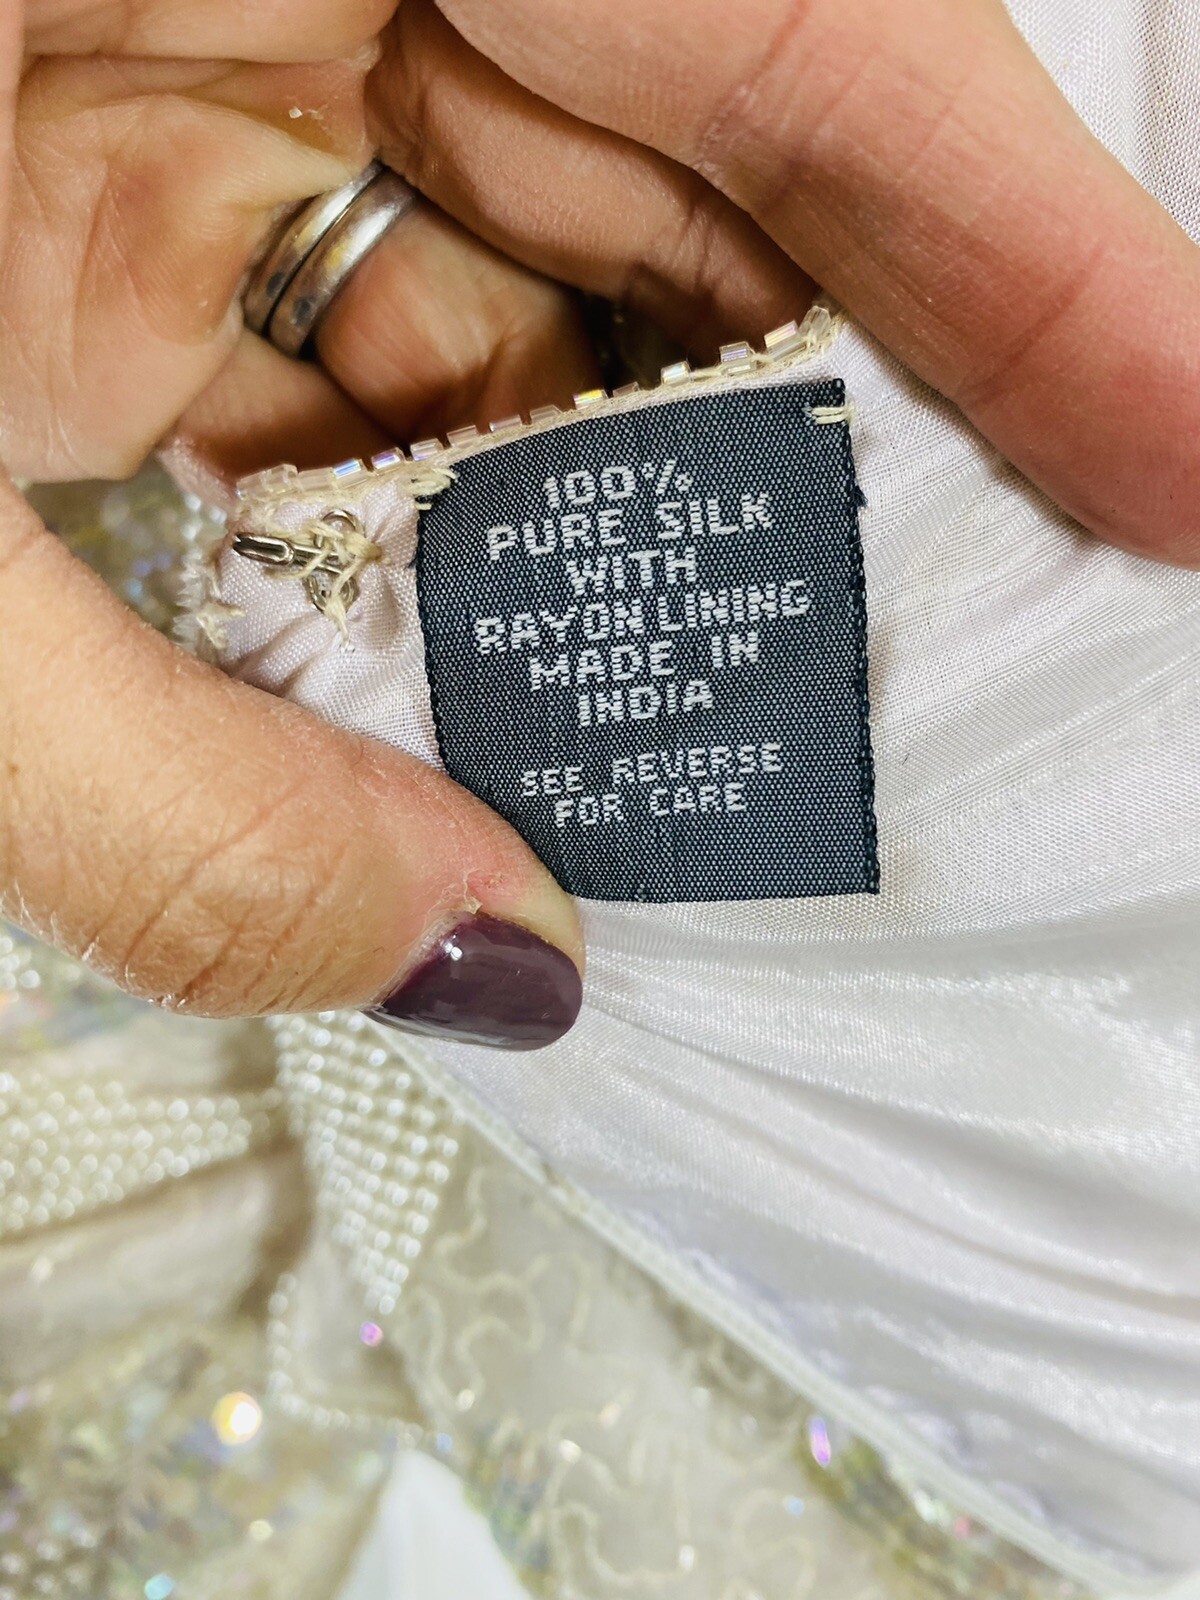 100%
PURE SILK
WITH
RAYON LINING
MADE IN
INDIA
SEE REVERSE
FOR CARE